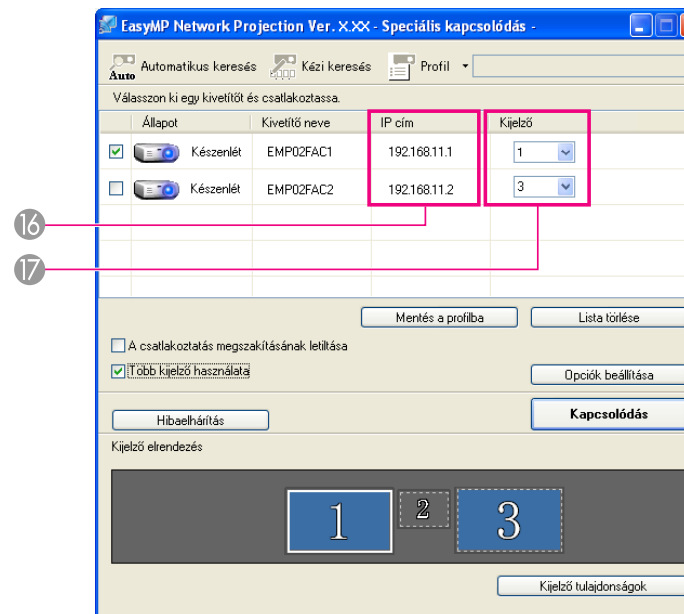 EasyMP Network Projection Ver. X.XX - Speciális kapcsolódás -
Auto Automatikus keresés Kézi keresés Profil
Válasszon ki egy kivetítőt és csatlakoztassa.
Állapot Kivetítő neve IP cím Kijelző
Készenlét EMP02FAC1 192.168.11.1 1
Készenlét EMP02FAC2 192.168.11.2 3
16
17
Mentés a profilba Lista törlése
A csatlakoztatás megszakításának letiltása
Több kijelző használata
Opciók beállítása
Hibaelhárítás Kapcsolódás
Kijelző elrendezés
1 2 3
Kijelző tulajdonságok